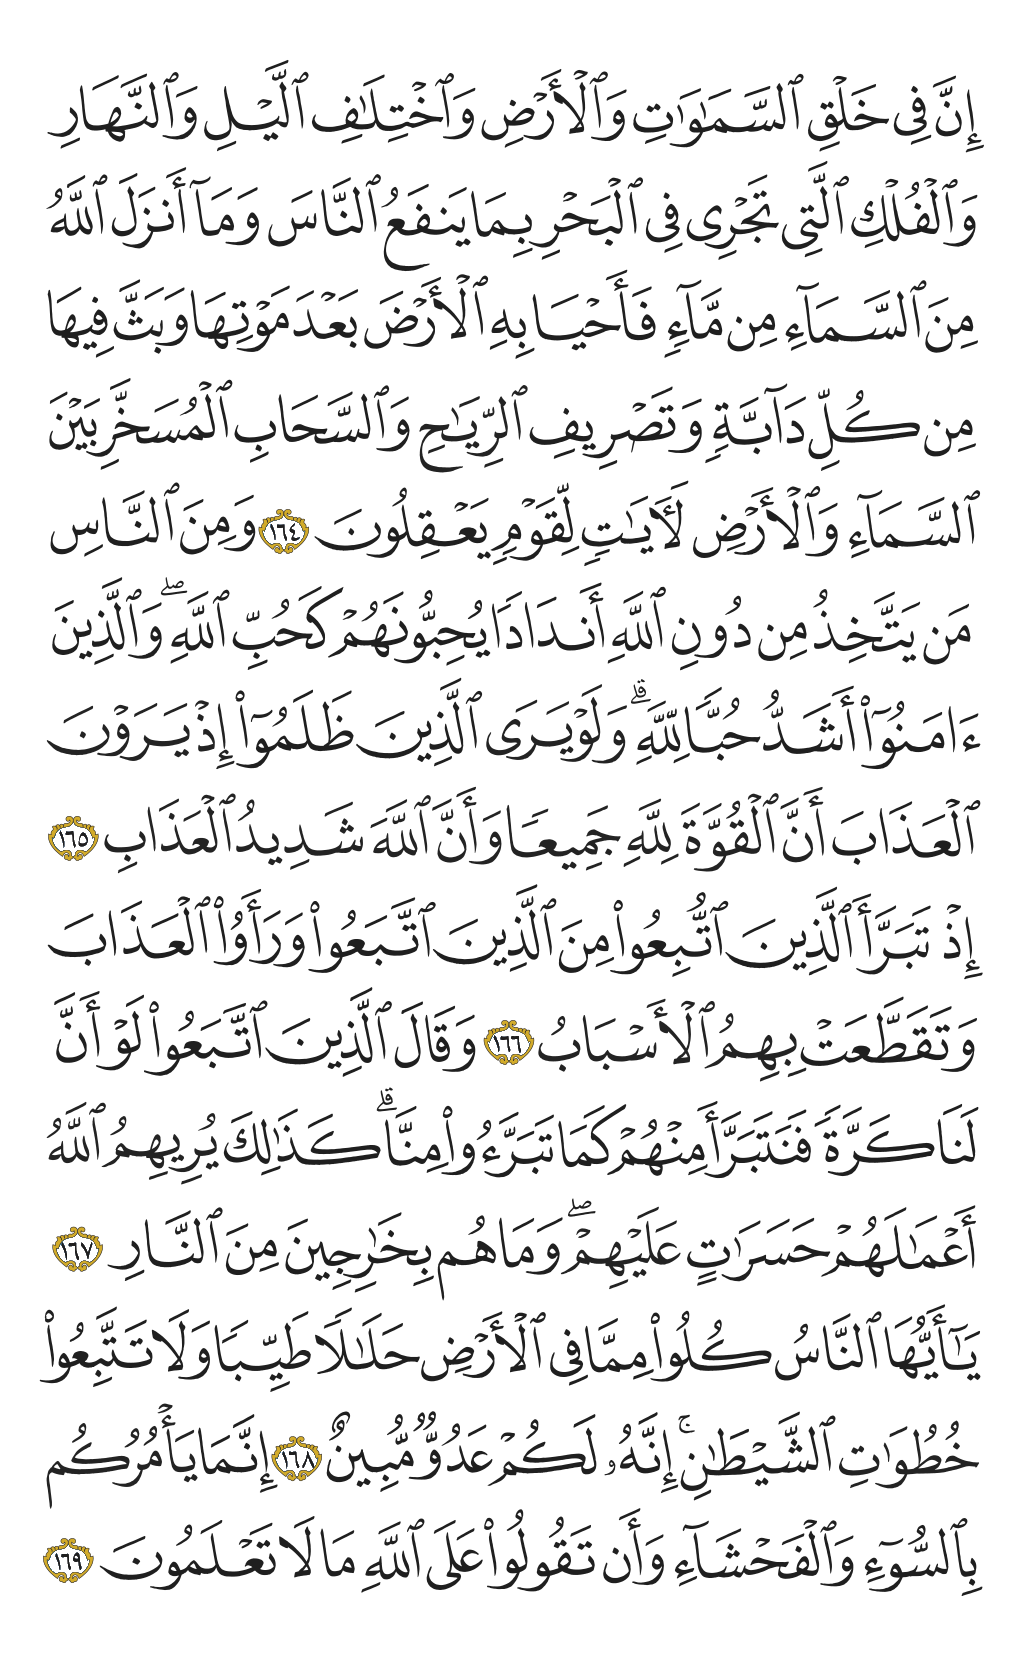 إِنَّ فِى خَلۡقِ ٱلسَّمَٰوَٰتِ وَٱلۡأَرۡضِ وَٱخۡتِلَٰفِ ٱلَّيۡلِ وَٱلنَّهَارِ
وَٱلۡفُلۡكِ ٱلَّتِى تَجۡرِى فِى ٱلۡبَحۡرِ بِمَا يَنفَعُ ٱلنَّاسَ وَمَآ أَنزَلَ ٱللَّهُ
مِنَ ٱلسَّمَآءِ مِن مَّآءٍ فَأَحۡيَا بِهِ ٱلۡأَرۡضَ بَعۡدَ مَوۡتِهَا وَبَثَّ فِيهَا
مِن كُلِّ دَآبَّةٍ وَتَصۡرِيفِ ٱلرِّيَٰحِ وَٱلسَّحَابِ ٱلۡمُسَخَّرِ بَيۡنَ
ٱلسَّمَآءِ وَٱلۡأَرۡضِ لَأٓيَٰتٍ لِّقَوۡمٍ يَعۡقِلُونَ ١٦٤ وَمِنَ ٱلنَّاسِ
مَن يَتَّخِذُ مِن دُونِ ٱللَّهِ أَندَادًا يُحِبُّونَهُمۡ كَحُبِّ ٱللَّهِۖ وَٱلَّذِينَ
ءَامَنُوٓاْ أَشَدُّ حُبًّا لِّلَّهِۗ وَلَوۡ يَرَى ٱلَّذِينَ ظَلَمُوٓاْ إِذۡ يَرَوۡنَ
ٱلۡعَذَابَ أَنَّ ٱلۡقُوَّةَ لِلَّهِ جَمِيعًا وَأَنَّ ٱللَّهَ شَدِيدُ ٱلۡعَذَابِ ١٦٥
إِذۡ تَبَرَّأَ ٱلَّذِينَ ٱتُّبِعُواْ مِنَ ٱلَّذِينَ ٱتَّبَعُواْ وَرَأَوُاْ ٱلۡعَذَابَ
وَتَقَطَّعَتۡ بِهِمُ ٱلۡأَسۡبَابُ ١٦٦ وَقَالَ ٱلَّذِينَ ٱتَّبَعُواْ لَوۡ أَنَّ
لَنَا كَرَّةً فَنَتَبَرَّأَ مِنۡهُمۡ كَمَا تَبَرَّءُواْ مِنَّاۗ كَذَٰلِكَ يُرِيهِمُ ٱللَّهُ
أَعۡمَٰلَهُمۡ حَسَرَٰتٍ عَلَيۡهِمۡۖ وَمَا هُم بِخَٰرِجِينَ مِنَ ٱلنَّارِ ١٦٧
يَٰٓأَيُّهَا ٱلنَّاسُ كُلُواْ مِمَّا فِى ٱلۡأَرۡضِ حَلَٰلًا طَيِّبًا وَلَا تَتَّبِعُواْ
خُطُوَٰتِ ٱلشَّيۡطَٰنِۚ إِنَّهُۥ لَكُمۡ عَدُوٌّ مُّبِينٌ ١٦٨ إِنَّمَا يَأۡمُرُكُم
بِٱلسُّوٓءِ وَٱلۡفَحۡشَآءِ وَأَن تَقُولُواْ عَلَى ٱللَّهِ مَا لَا تَعۡلَمُونَ ١٦٩